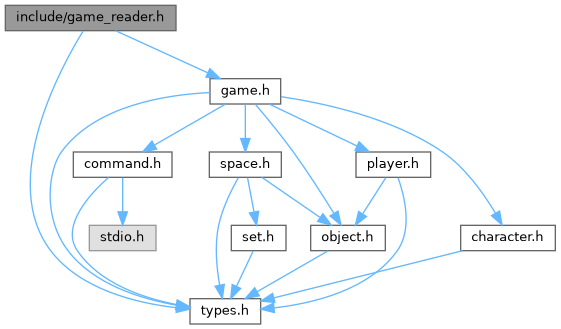 include/game_reader.h
game.h
command.h
space.h
player.h
stdio.h
set.h
object.h
character.h
types.h